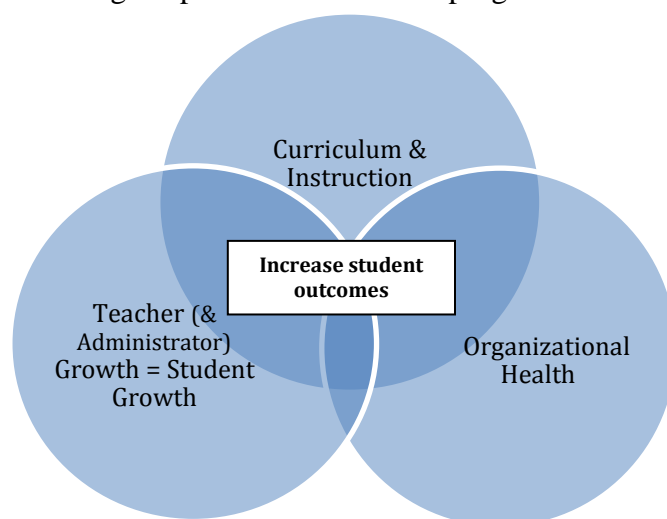 Curriculum &
Instruction
Increase student
outcomes
Teacher (&
Administrator)
Growth = Student
Growth
Organizational
Health